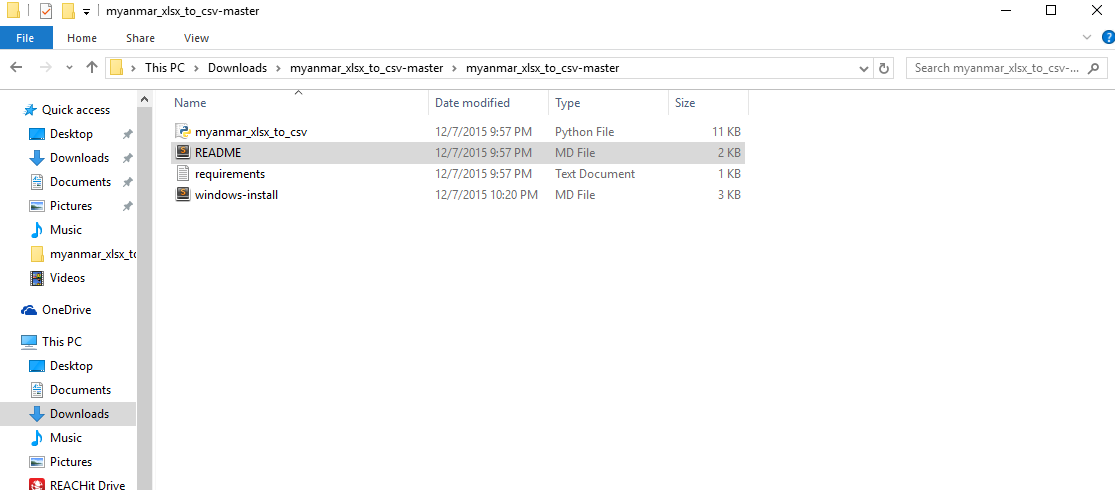 myanmar_xlsx_to_csv-master
File Home Share View
This PC Downloads myanmar_xlsx_to_csv-master myanmar_xlsx_to_csv-master Search myanmar_xlsx_to_csv-...
Quick access
Desktop
Downloads
Documents
Pictures
Music
myanmar_xlsx_to
Videos
OneDrive
This PC
Desktop
Documents
Downloads
Music
Pictures
REACHit Drive
Name Date modified Type Size
myanmar_xlsx_to_csv 12/7/2015 9:57 PM Python File 11 KB
README 12/7/2015 9:57 PM MD File 2 KB
requirements 12/7/2015 9:57 PM Text Document 1 KB
windows-install 12/7/2015 10:20 PM MD File 3 KB